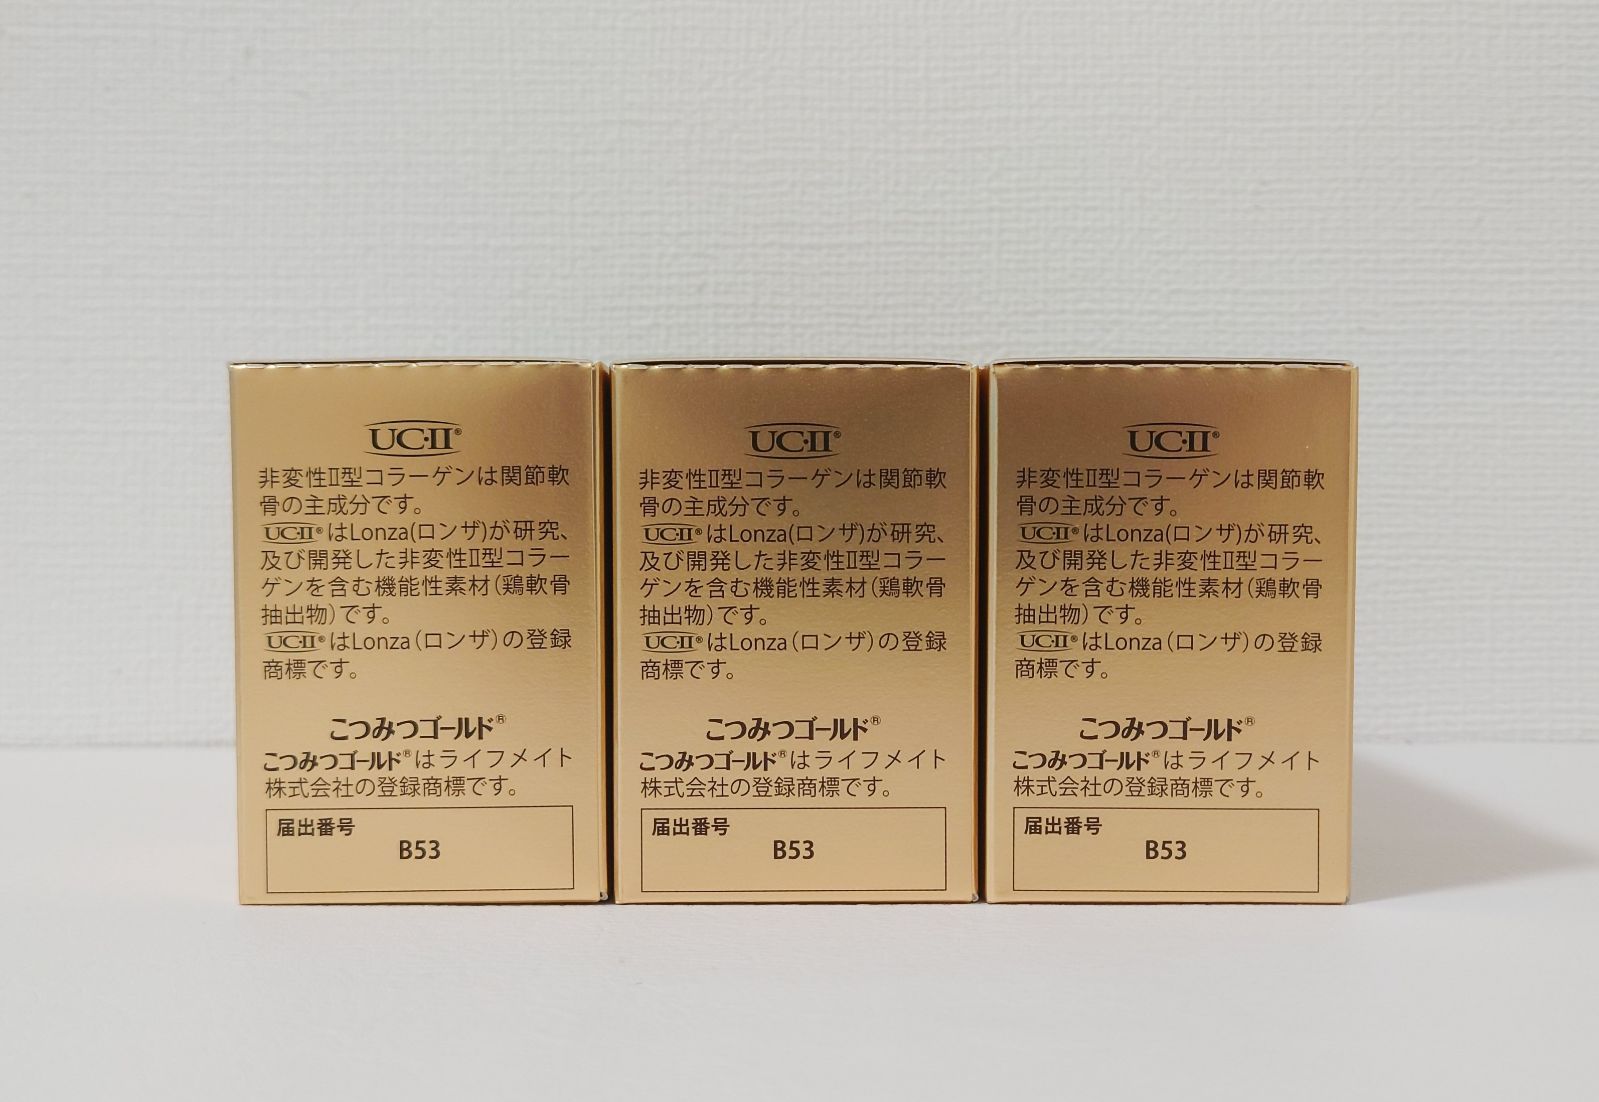 UC·II®
非変性Ⅱ型コラーゲンは関節軟
骨の主成分です。
UC·II®はLonza(ロンザ)が研究、
及び開発した非変性Ⅱ型コラー
ゲンを含む機能性素材(鶏軟骨
抽出物)です。
UC·II®はLonza(ロンザ)の登録
商標です。
こつみつゴールド®
こつみつゴールド®はライフメイト
株式会社の登録商標です。
届出番号
B53
UC·II®
非変性Ⅱ型コラーゲンは関節軟
骨の主成分です。
UC·II®はLonza(ロンザ)が研究、
及び開発した非変性Ⅱ型コラー
ゲンを含む機能性素材(鶏軟骨
抽出物)です。
UC·II®はLonza(ロンザ)の登録
商標です。
こつみつゴールド®
こつみつゴールド®はライフメイト
株式会社の登録商標です。
届出番号
B53
UC·II®
非変性Ⅱ型コラーゲンは関節軟
骨の主成分です。
UC·II®はLonza(ロンザ)が研究、
及び開発した非変性Ⅱ型コラー
ゲンを含む機能性素材(鶏軟骨
抽出物)です。
UC·II®はLonza(ロンザ)の登録
商標です。
こつみつゴールド®
こつみつゴールド®はライフメイト
株式会社の登録商標です。
届出番号
B53